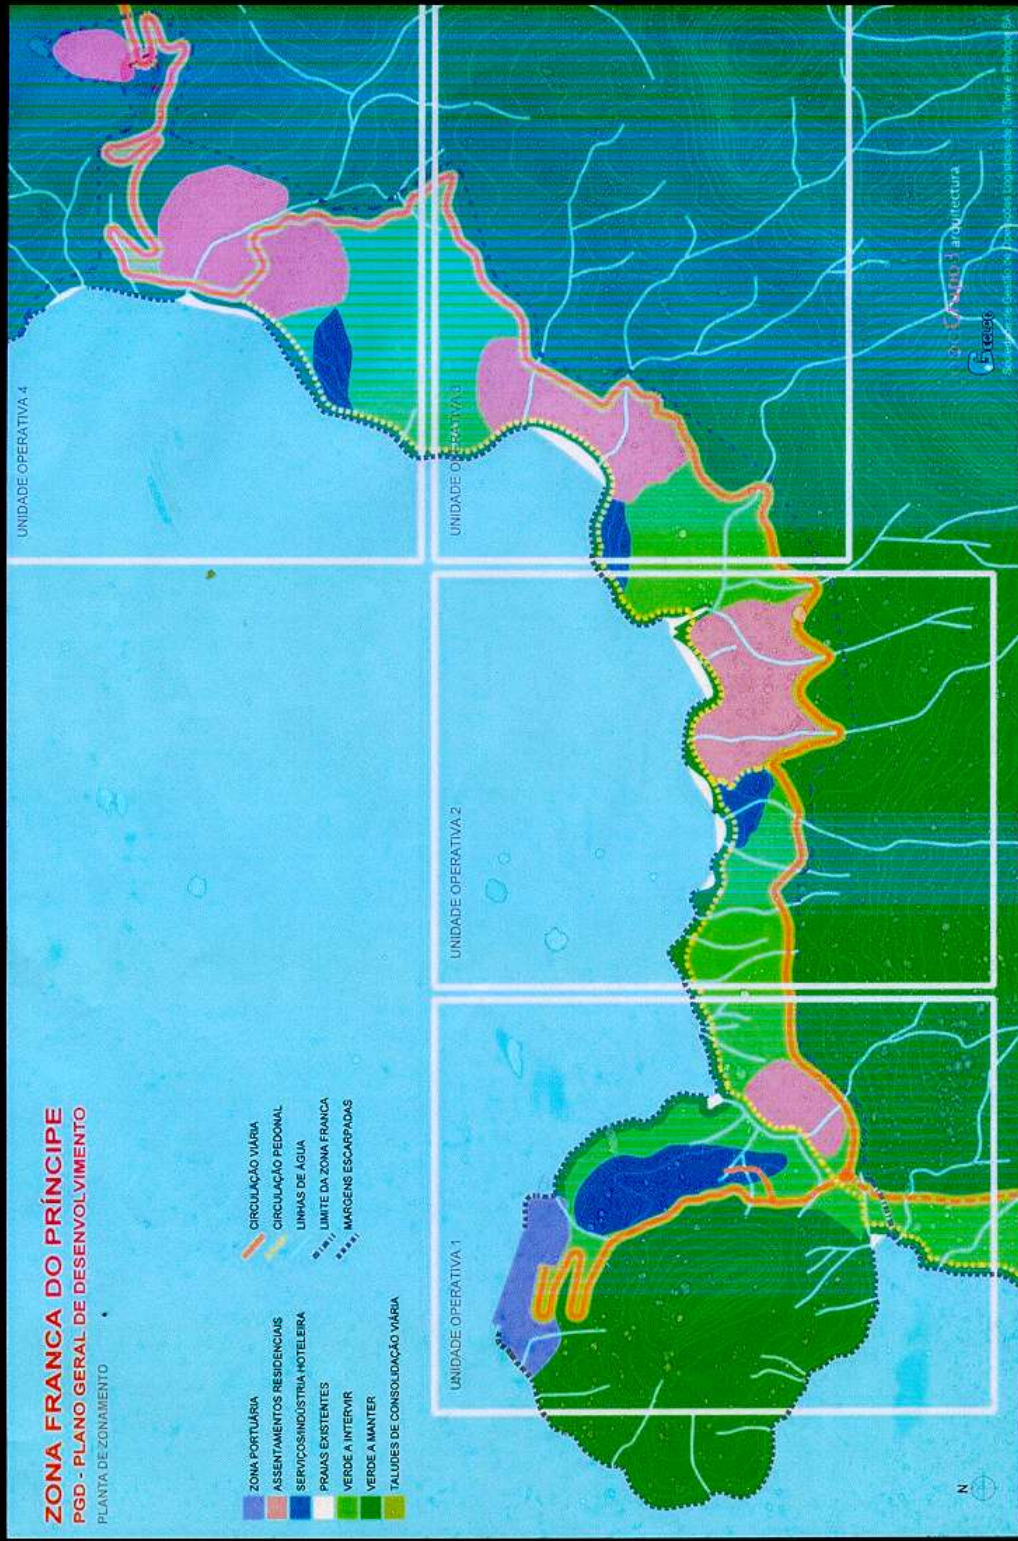 ZONA FRANCA DO PRÍNCIPE
PGD - PLANO GERAL DE DESENVOLVIMENTO
PLANTA DE ZONAMENTO
ZONA PORTUÁRIA
ASSENTAMENTOS RESIDENCIAIS
SERVIÇOS/INDÚSTRIA HOTELEIRA
PRAIAS EXISTENTES
VERDE A INTERVIR
VERDE A MANTER
TALUDES DE CONSOLIDAÇÃO VIÁRIA
CIRCULAÇÃO VIÁRIA
CIRCULAÇÃO PEDONAL
LINHAS DE ÁGUA
LIMITE DA ZONA FRANCA
MARGENS ESCARPADAS
UNIDADE OPERATIVA 1
UNIDADE OPERATIVA 2
UNIDADE OPERATIVA 3
UNIDADE OPERATIVA 4
N
arquitectura